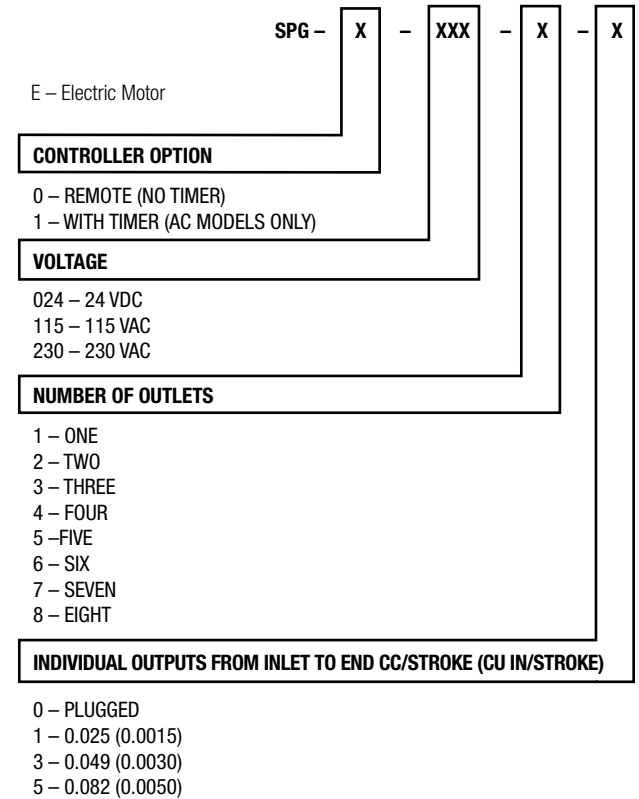 SPG – X – XXX – X – X
E – Electric Motor
CONTROLLER OPTION
0 – REMOTE (NO TIMER)
1 – WITH TIMER (AC MODELS ONLY)
VOLTAGE
024 – 24 VDC
115 – 115 VAC
230 – 230 VAC
NUMBER OF OUTLETS
1 – ONE
2 – TWO
3 – THREE
4 – FOUR
5 –FIVE
6 – SIX
7 – SEVEN
8 – EIGHT
INDIVIDUAL OUTPUTS FROM INLET TO END CC/STROKE (CU IN/STROKE)
0 – PLUGGED
1 – 0.025 (0.0015)
3 – 0.049 (0.0030)
5 – 0.082 (0.0050)